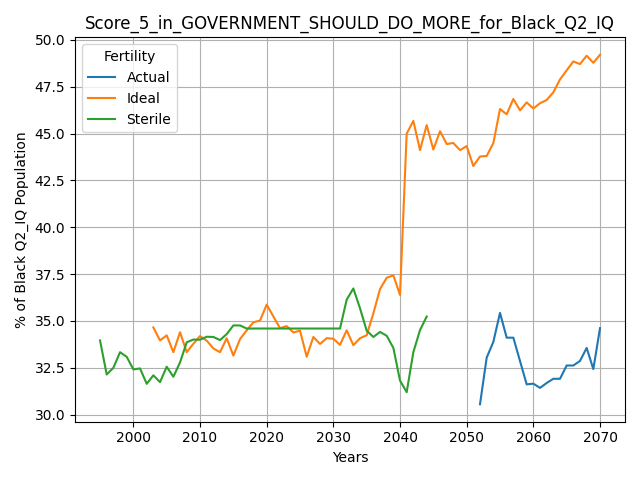 Score_5_in_GOVERNMENT_SHOULD_DO_MORE_for_Black_Q2_IQ
50.0
47.5
45.0
42.5
40.0
37.5
35.0
32.5
30.0
% of Black Q2_IQ Population
Fertility
Actual
Ideal
Sterile
2000
2010
2020
2030
2040
2050
2060
2070
Years